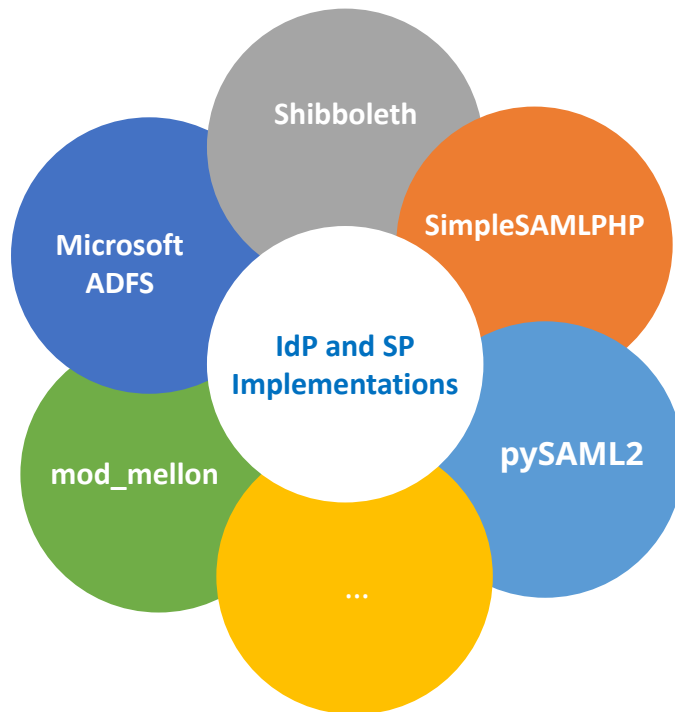 Shibboleth
SimpleSAMLPHP
Microsoft
ADFS
IdP and SP
Implementations
pySAML2
mod_mellon
...